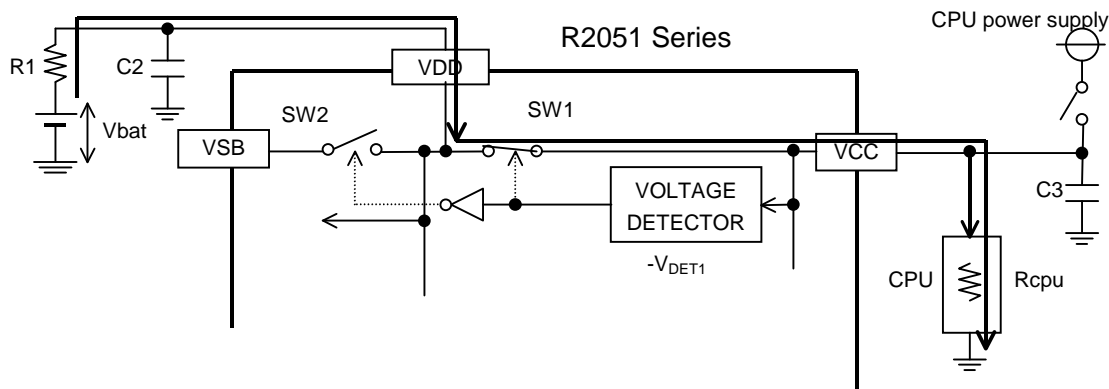 CPU power supply
R2051 Series
R1
C2
VDD
Vbat
SW2
SW1
VSB
VCC
VOLTAGE
DETECTOR
C3
-VDET1
CPU
Rcpu